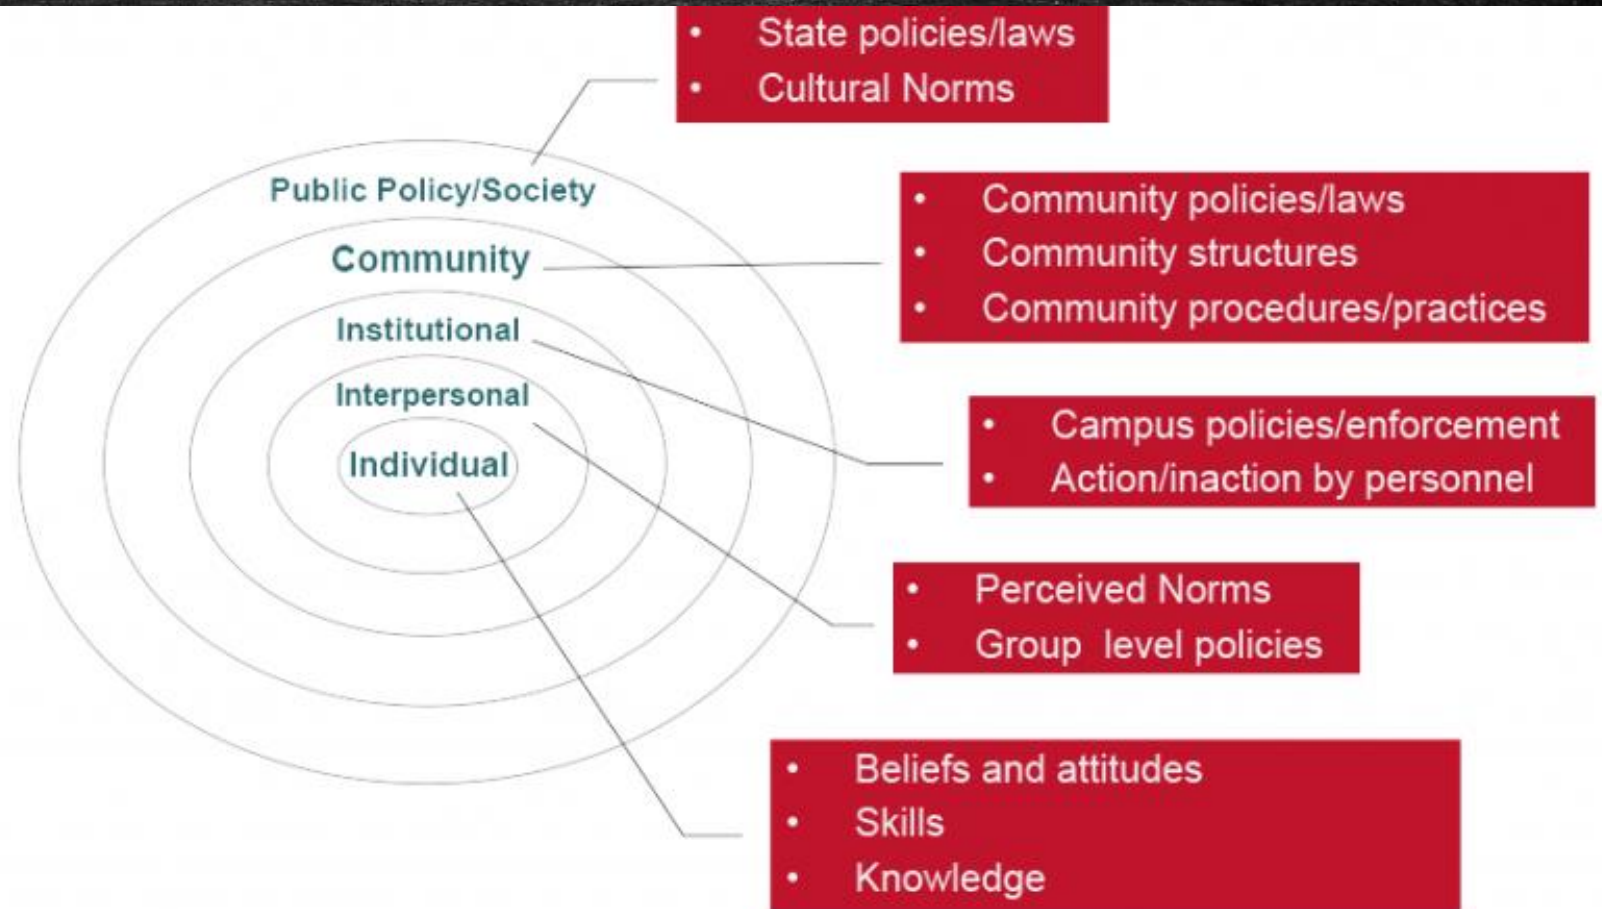 • State policies/laws
• Cultural Norms
Public Policy/Society
• Community policies/laws
• Community structures
• Community procedures/practices
Community
Institutional
• Campus policies/enforcement
• Action/inaction by personnel
Interpersonal
• Perceived Norms
• Group level policies
Individual
• Beliefs and attitudes
• Skills
• Knowledge